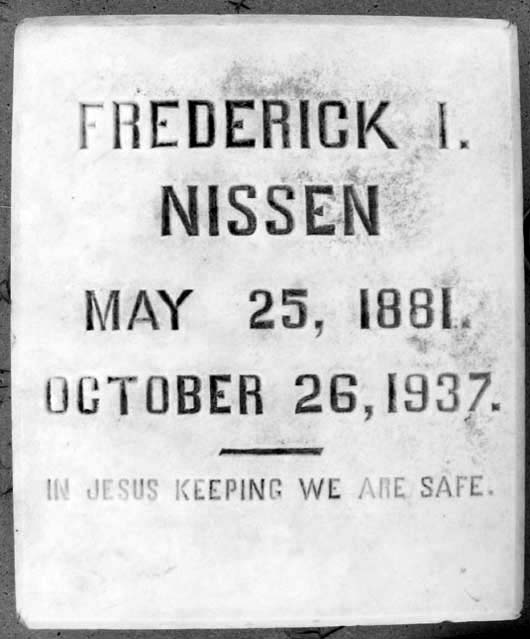 FREDERICK I.
NISSEN
MAY 25, 1881.
OCTOBER 26, 1937.
IN JESUS KEEPING WE ARE SAFE.